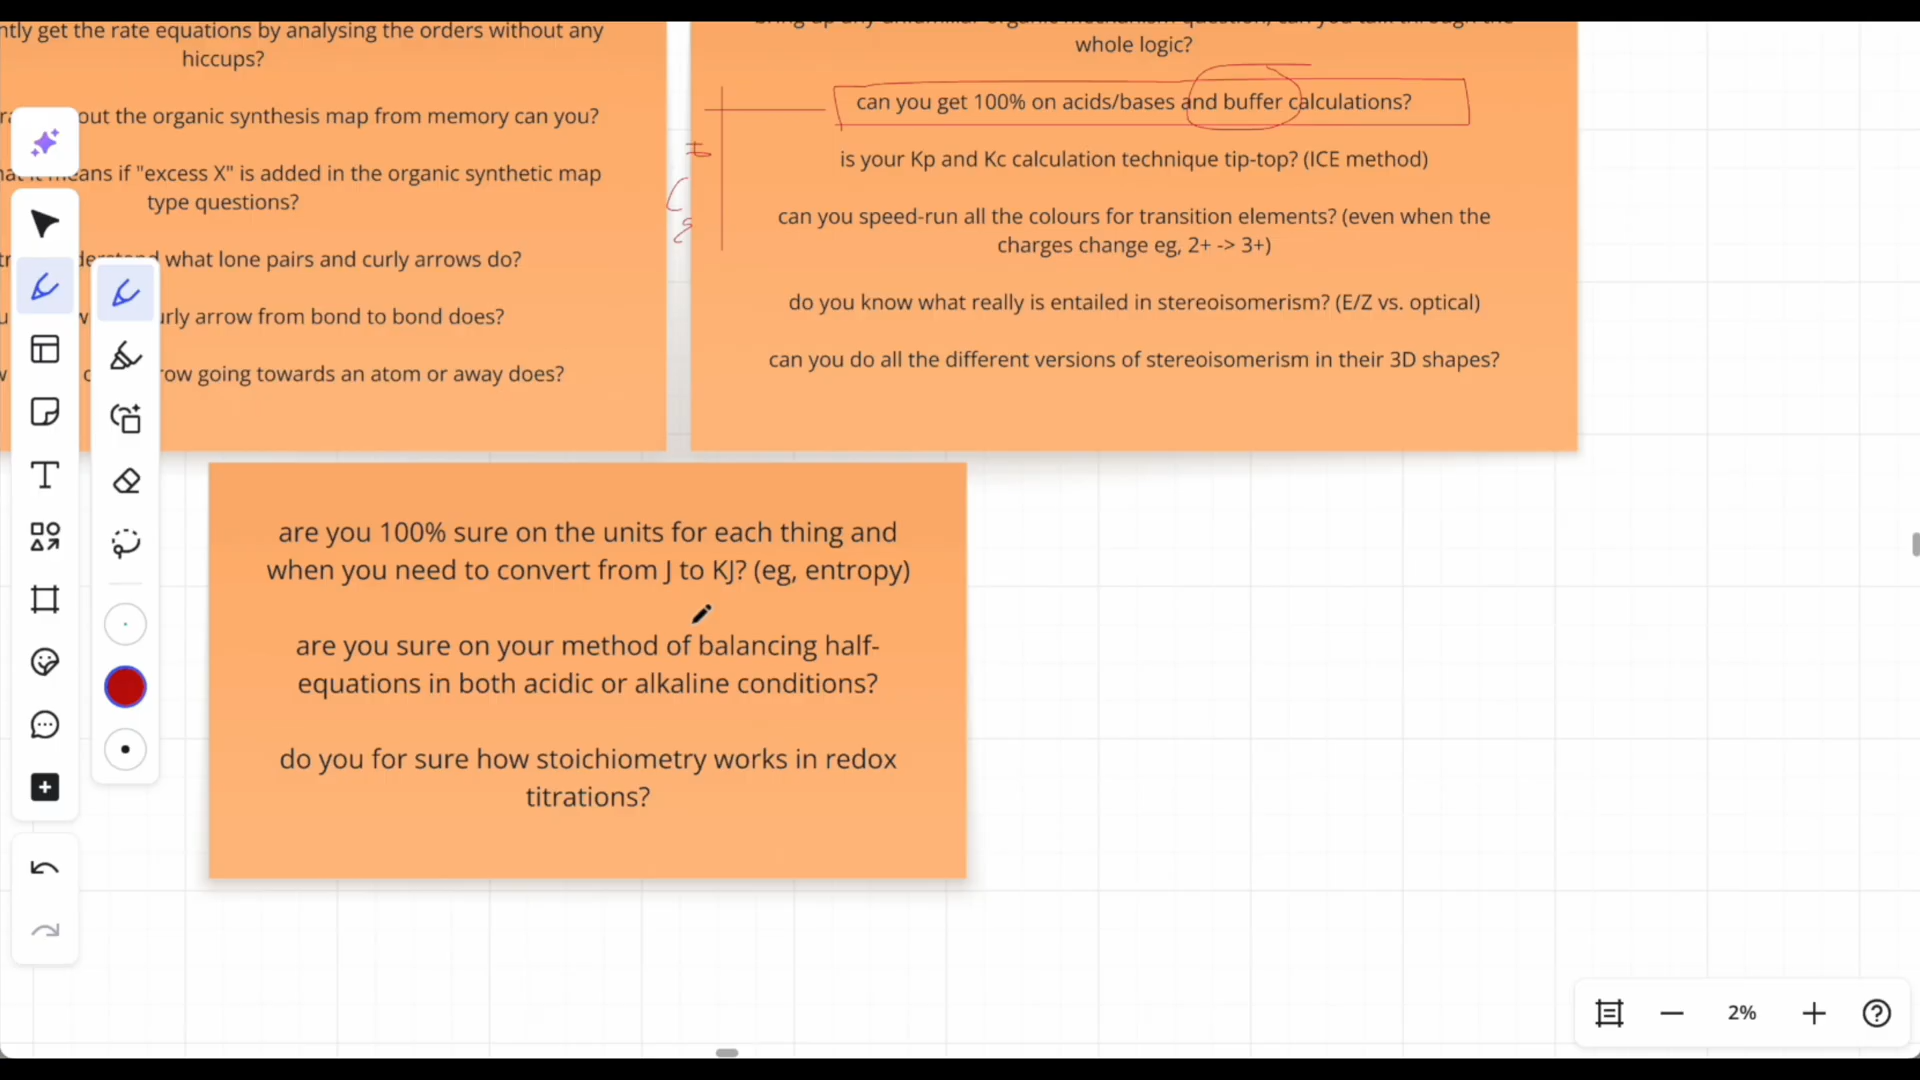 ntly get the rate equations by analysing the orders without any
hiccups?
out the organic synthesis map from memory can you?
means if "excess X" is added in the organic synthetic map
type questions?
what lone pairs and curly arrows do?
urly arrow from bond to bond does?
row going towards an atom or away does?
whole logic?
can you get 100% on acids/bases and buffer calculations?
is your Kp and Kc calculation technique tip-top? (ICE method)
can you speed-run all the colours for transition elements? (even when the
charges change eg, 2+ -> 3+)
do you know what really is entailed in stereoisomerism? (E/Z vs. optical)
can you do all the different versions of stereoisomerism in their 3D shapes?
are you 100% sure on the units for each thing and
when you need to convert from J to KJ? (eg, entropy)
are you sure on your method of balancing half-
equations in both acidic or alkaline conditions?
do you for sure how stoichiometry works in redox
titrations?
2%